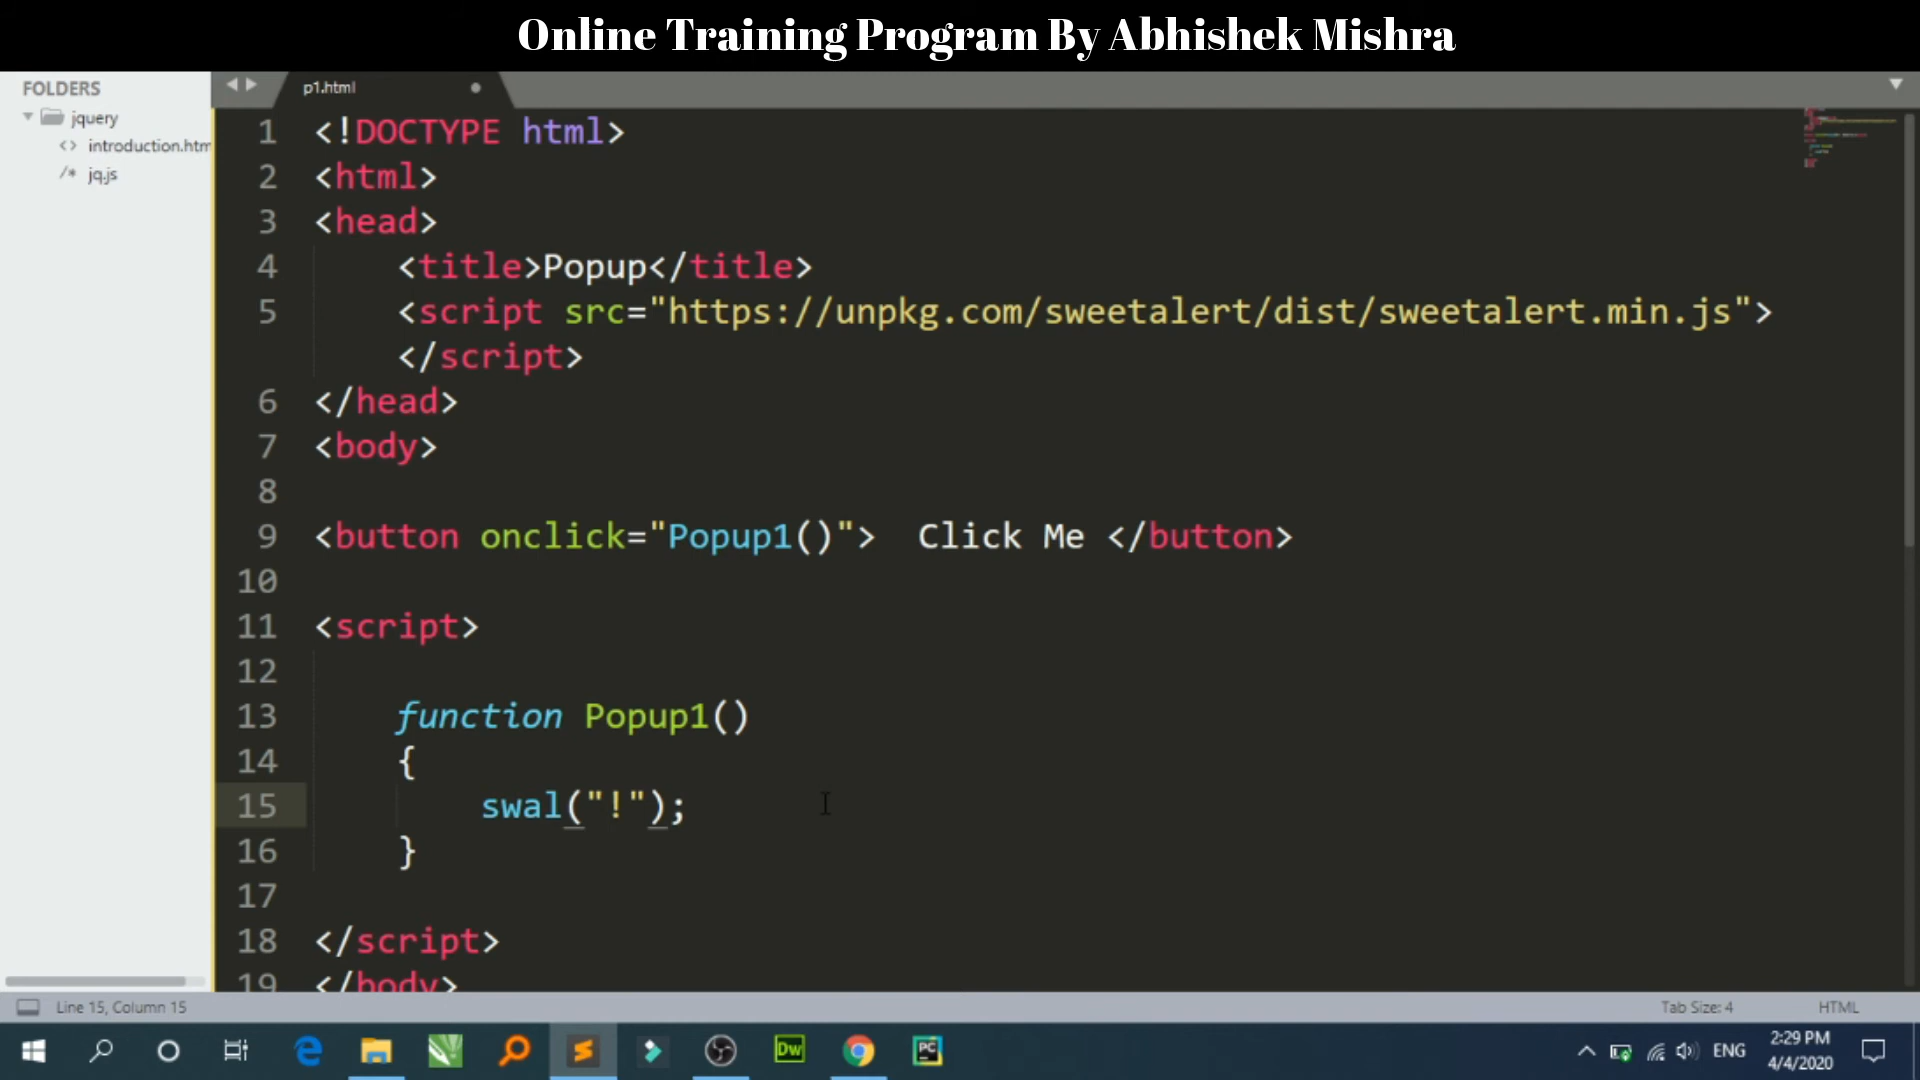 Online Training Program By Abhishek Mishra
FOLDERS
jquery
<> introduction.htm
/* jq.js
p1.html
1 <!DOCTYPE html>
2 <html>
3 <head>
4 <title>Popup</title>
5 <script src="https://unpkg.com/sweetalert/dist/sweetalert.min.js">
</script>
6 </head>
7 <body>
8
9 <button onclick="Popup1()">  Click Me </button>
10
11 <script>
12
13 function Popup1()
14 {
15 swal("!");
16 }
17
18 </script>
19 </body>
Line 15, Column 15
Tab Size: 4
HTML
Dw
PC
ENG
2:29 PM
4/4/2020